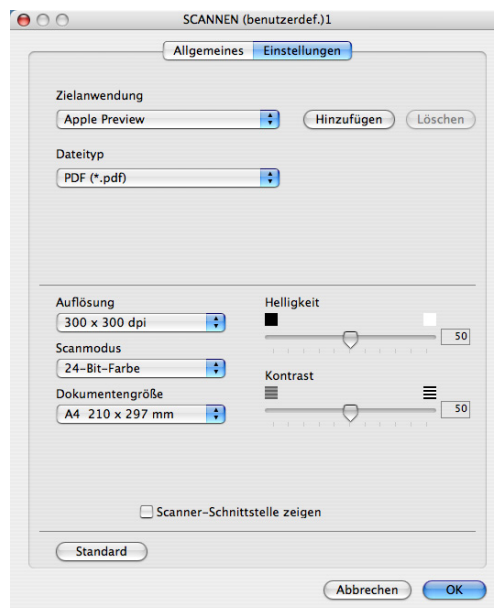 SCANNEN (benutzerdef.)1
Allgemeines Einstellungen
Zielanwendung
Apple Preview Hinzufügen Löschen
Dateityp
PDF (*.pdf)
Auflösung Helligkeit
300 x 300 dpi 50
Scanmodus
24-Bit-Farbe Kontrast
Dokumentengröße
A4 210 x 297 mm 50
Scanner-Schnittstelle zeigen
Standard
Abbrechen OK